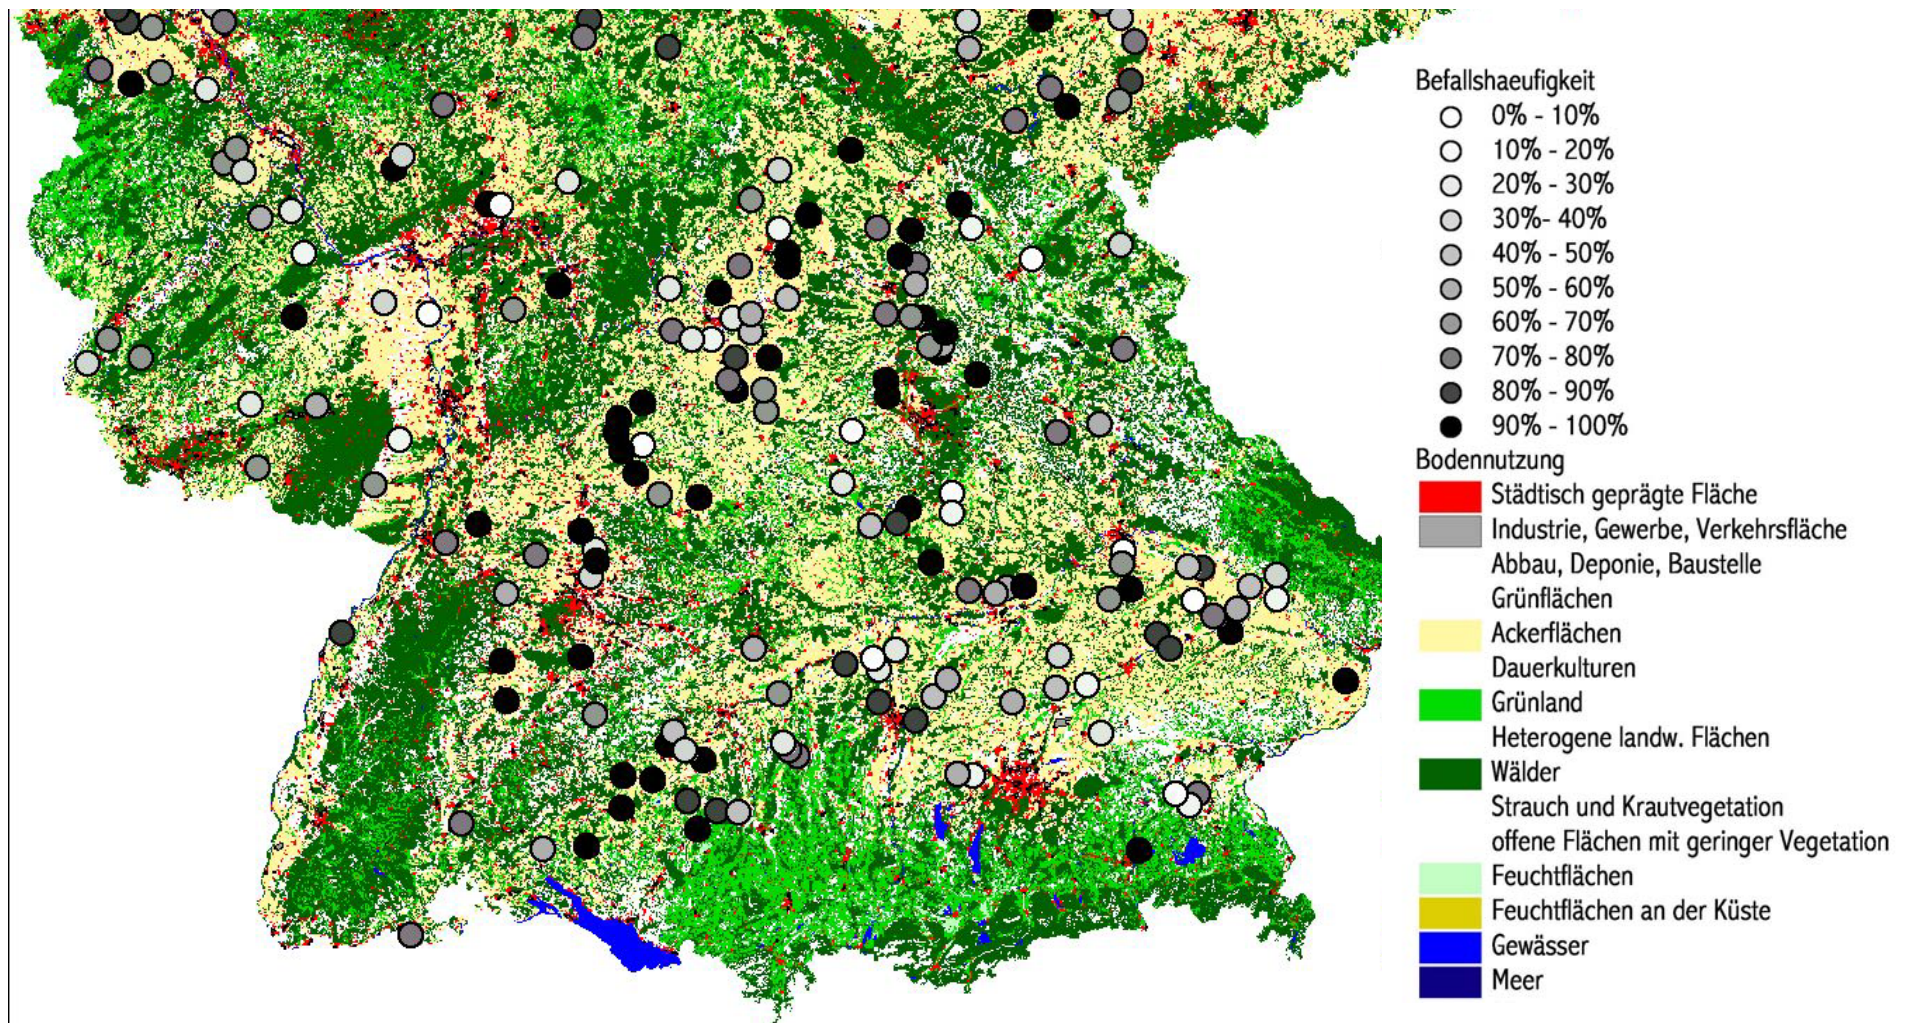 Befallshaeufigkeit
0% - 10%
10% - 20%
20% - 30%
30%- 40%
40% - 50%
50% - 60%
60% - 70%
70% - 80%
80% - 90%
90% - 100%
Bodennutzung
Städtisch geprägte Fläche
Industrie, Gewerbe, Verkehrsfläche
Abbau, Deponie, Baustelle
Grünflächen
Ackerflächen
Dauerkulturen
Grünland
Heterogene landw. Flächen
Wälder
Strauch und Krautvegetation
offene Flächen mit geringer Vegetation
Feuchtflächen
Feuchtflächen an der Küste
Gewässer
Meer